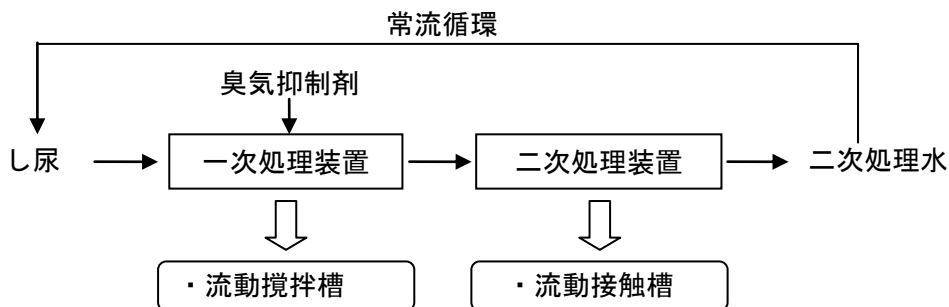 常流循環
臭気抑制剤
し尿
一次処理装置
二次処理装置
二次処理水
・流動撹拌槽
・流動接触槽